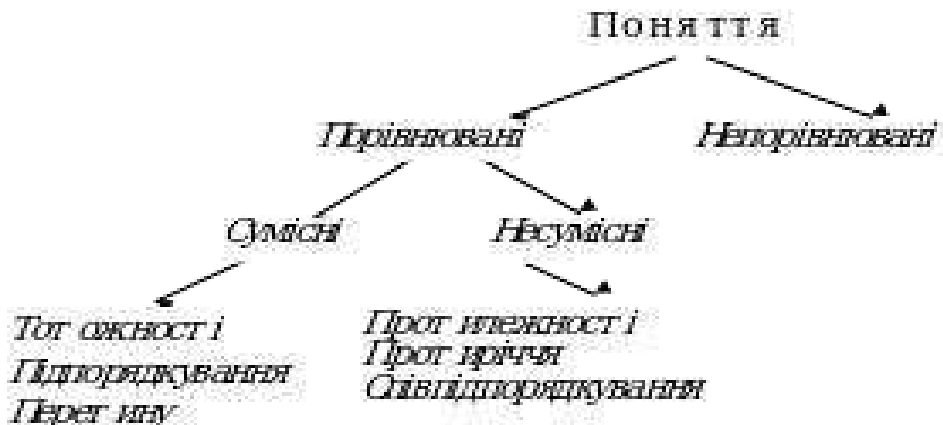 Поняття
Порівнювані Непорівнювані
Сумісні Несумісні
Тотожності
Підпорядкування
Перетину
Протилежності
Протиріччя
Співпідпорядкування